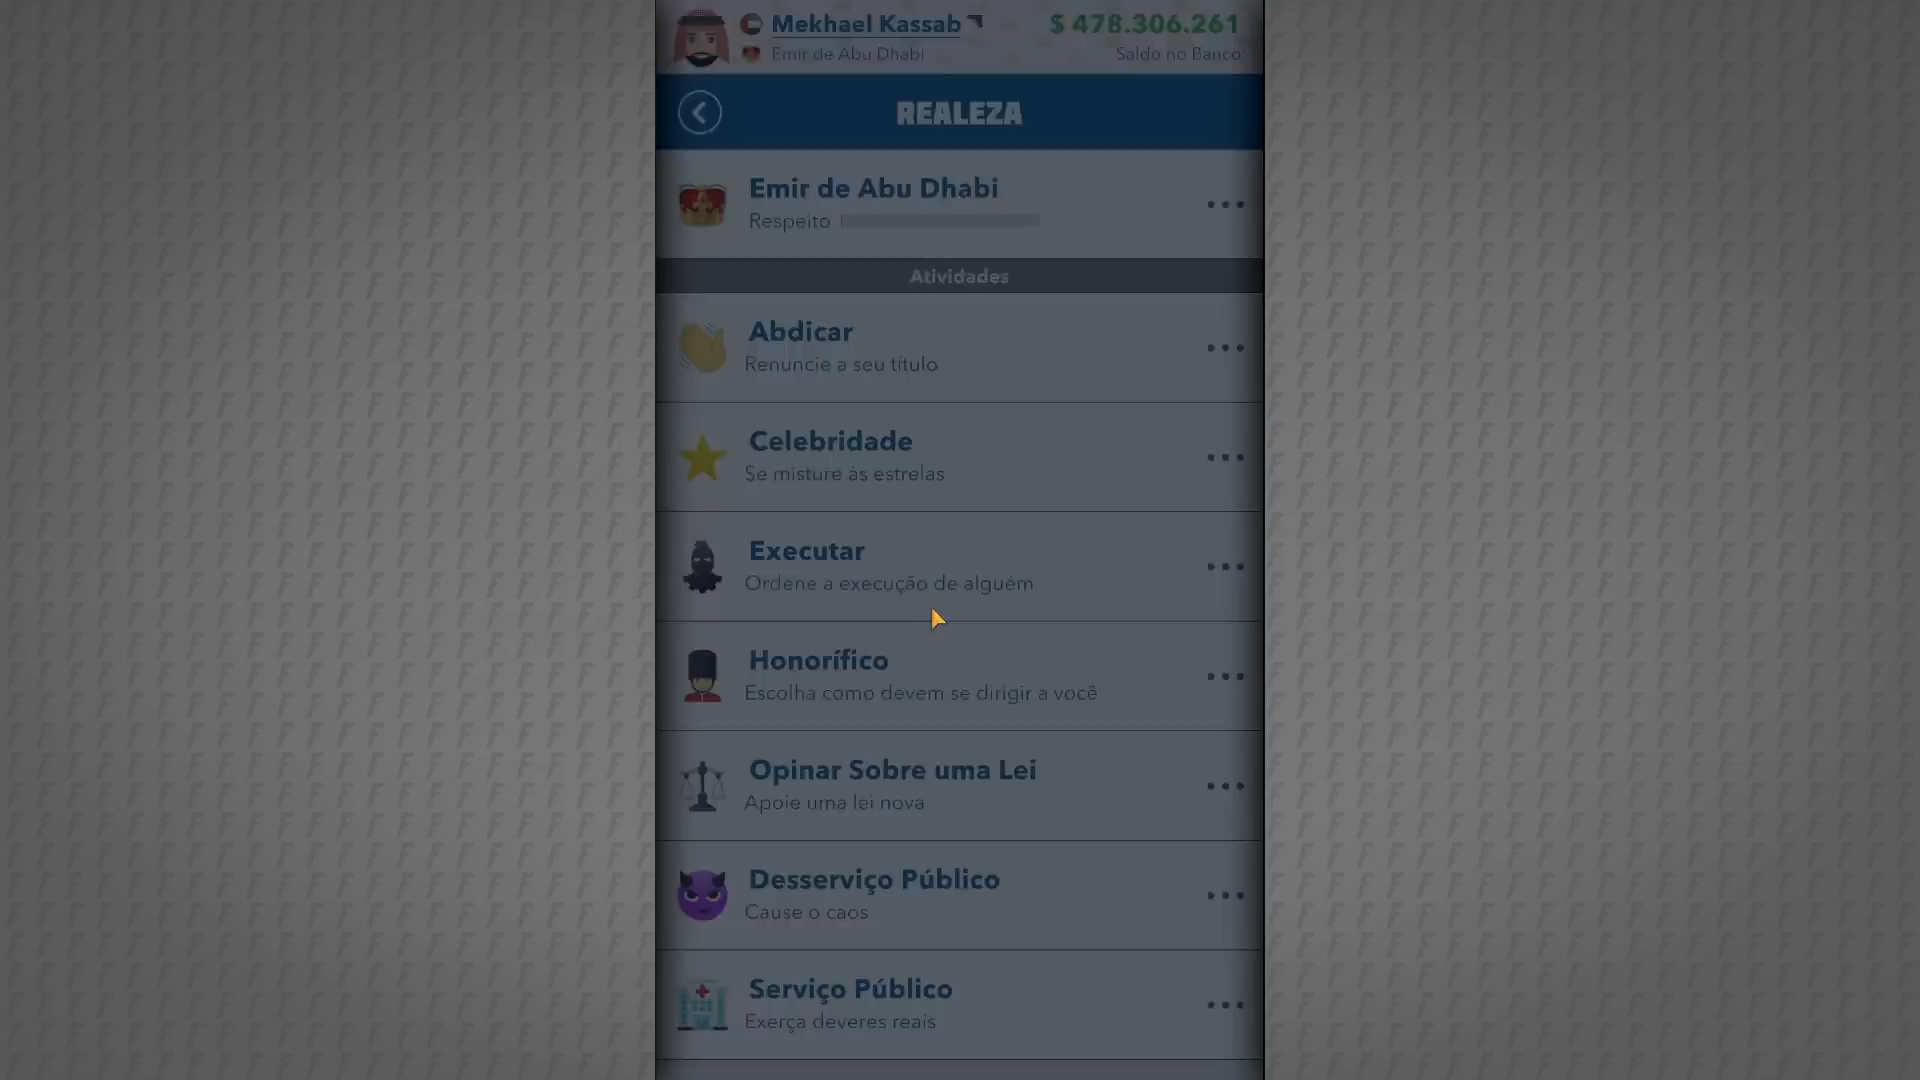 Mekhael Kassab
$ 478.306.261
Emir de Abu Dhabi
Saldo no Banco
REALEZA
Emir de Abu Dhabi
Respeito
Atividades
Abdicar
Renuncie a seu título
Celebridade
Se misture às estrelas
Executar
Ordene a execução de alguém
Honorífico
Escolha como devem se dirigir a você
Opinar Sobre uma Lei
Apoie uma lei nova
Desserviço Público
Cause o caos
Serviço Público
Exerça deveres reais